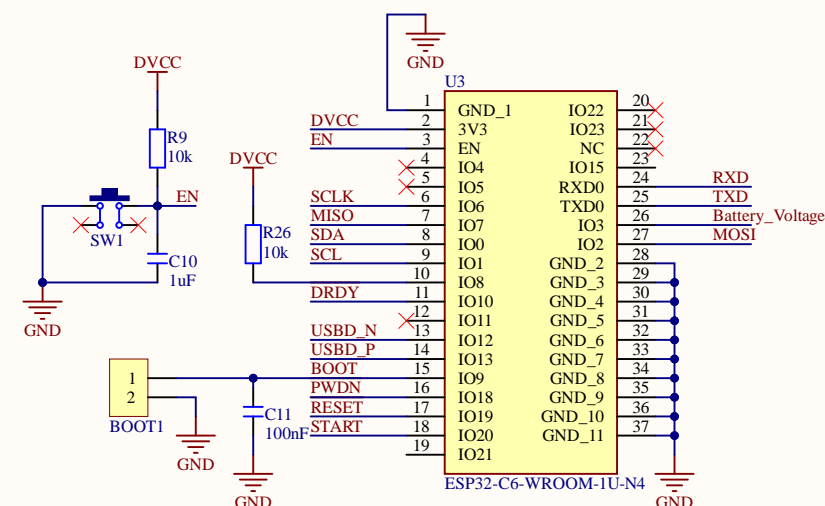 GND
U3
DVCC
R9
10k
EN
SW1
C10
1uF
GND
DVCC
R26
10k
1 GND_1 IO22 20
DVCC 2 3V3 IO23 21
EN 3 EN NC 22
4 IO4 IO15 23
5 IO5 RXD0 24 RXD
SCLK 6 IO6 TXD0 25 TXD
MISO 7 IO7 IO3 26 Battery_Voltage
SDA 8 IO0 IO2 27 MOSI
SCL 9 IO1 GND_2 28
10 IO8 GND_3 29
DRDY 11 IO10 GND_4 30
12 IO11 GND_5 31
USBD_N 13 IO12 GND_6 32
USBD_P 14 IO13 GND_7 33
BOOT 15 IO9 GND_8 34
PWDN 16 IO18 GND_9 35
RESET 17 IO19 GND_10 36
START 18 IO20 GND_11 37
19 IO21
ESP32-C6-WROOM-1U-N4
1
2
BOOT1
GND
C11
100nF
GND
GND